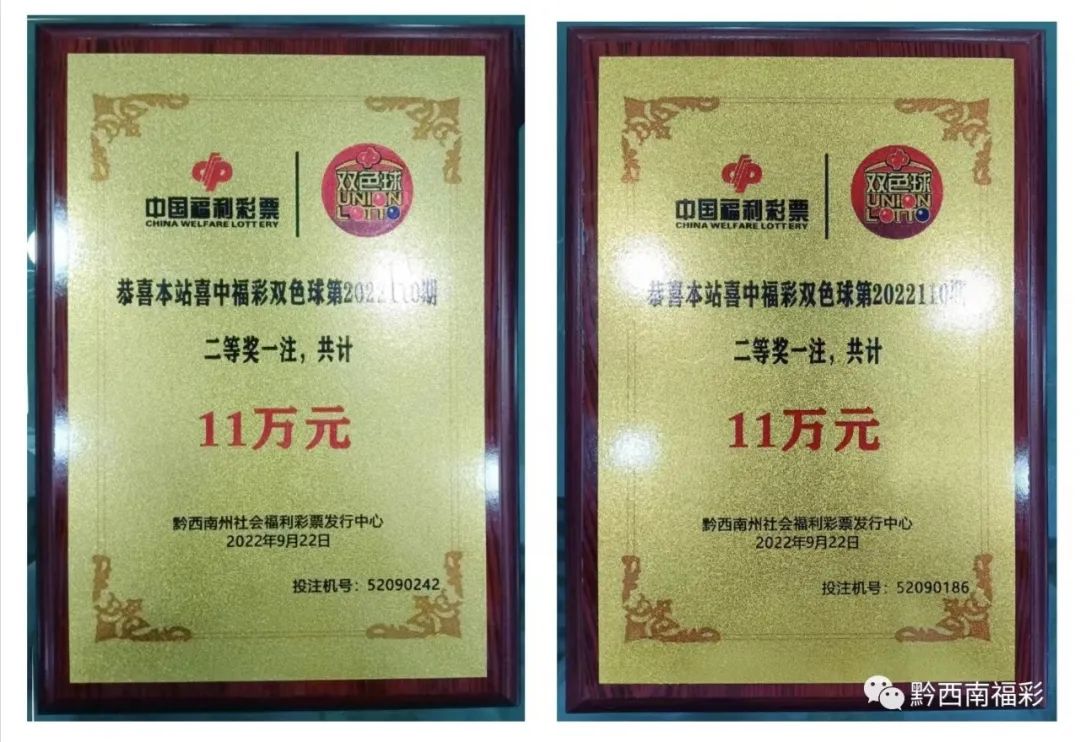 中国福利彩票
CHINA WELFARE LOTTERY
双色球
UNION
LOTTO
恭喜本站喜中福彩双色球第2022110期
二等奖一注，共计
11万元
黔西南州社会福利彩票发行中心
2022年9月22日
投注机号：52090242
中国福利彩票
CHINA WELFARE LOTTERY
双色球
UNION
LOTTO
恭喜本站喜中福彩双色球第2022110期
二等奖一注，共计
11万元
黔西南州社会福利彩票发行中心
2022年9月22日
投注机号：52090186
黔西南福彩